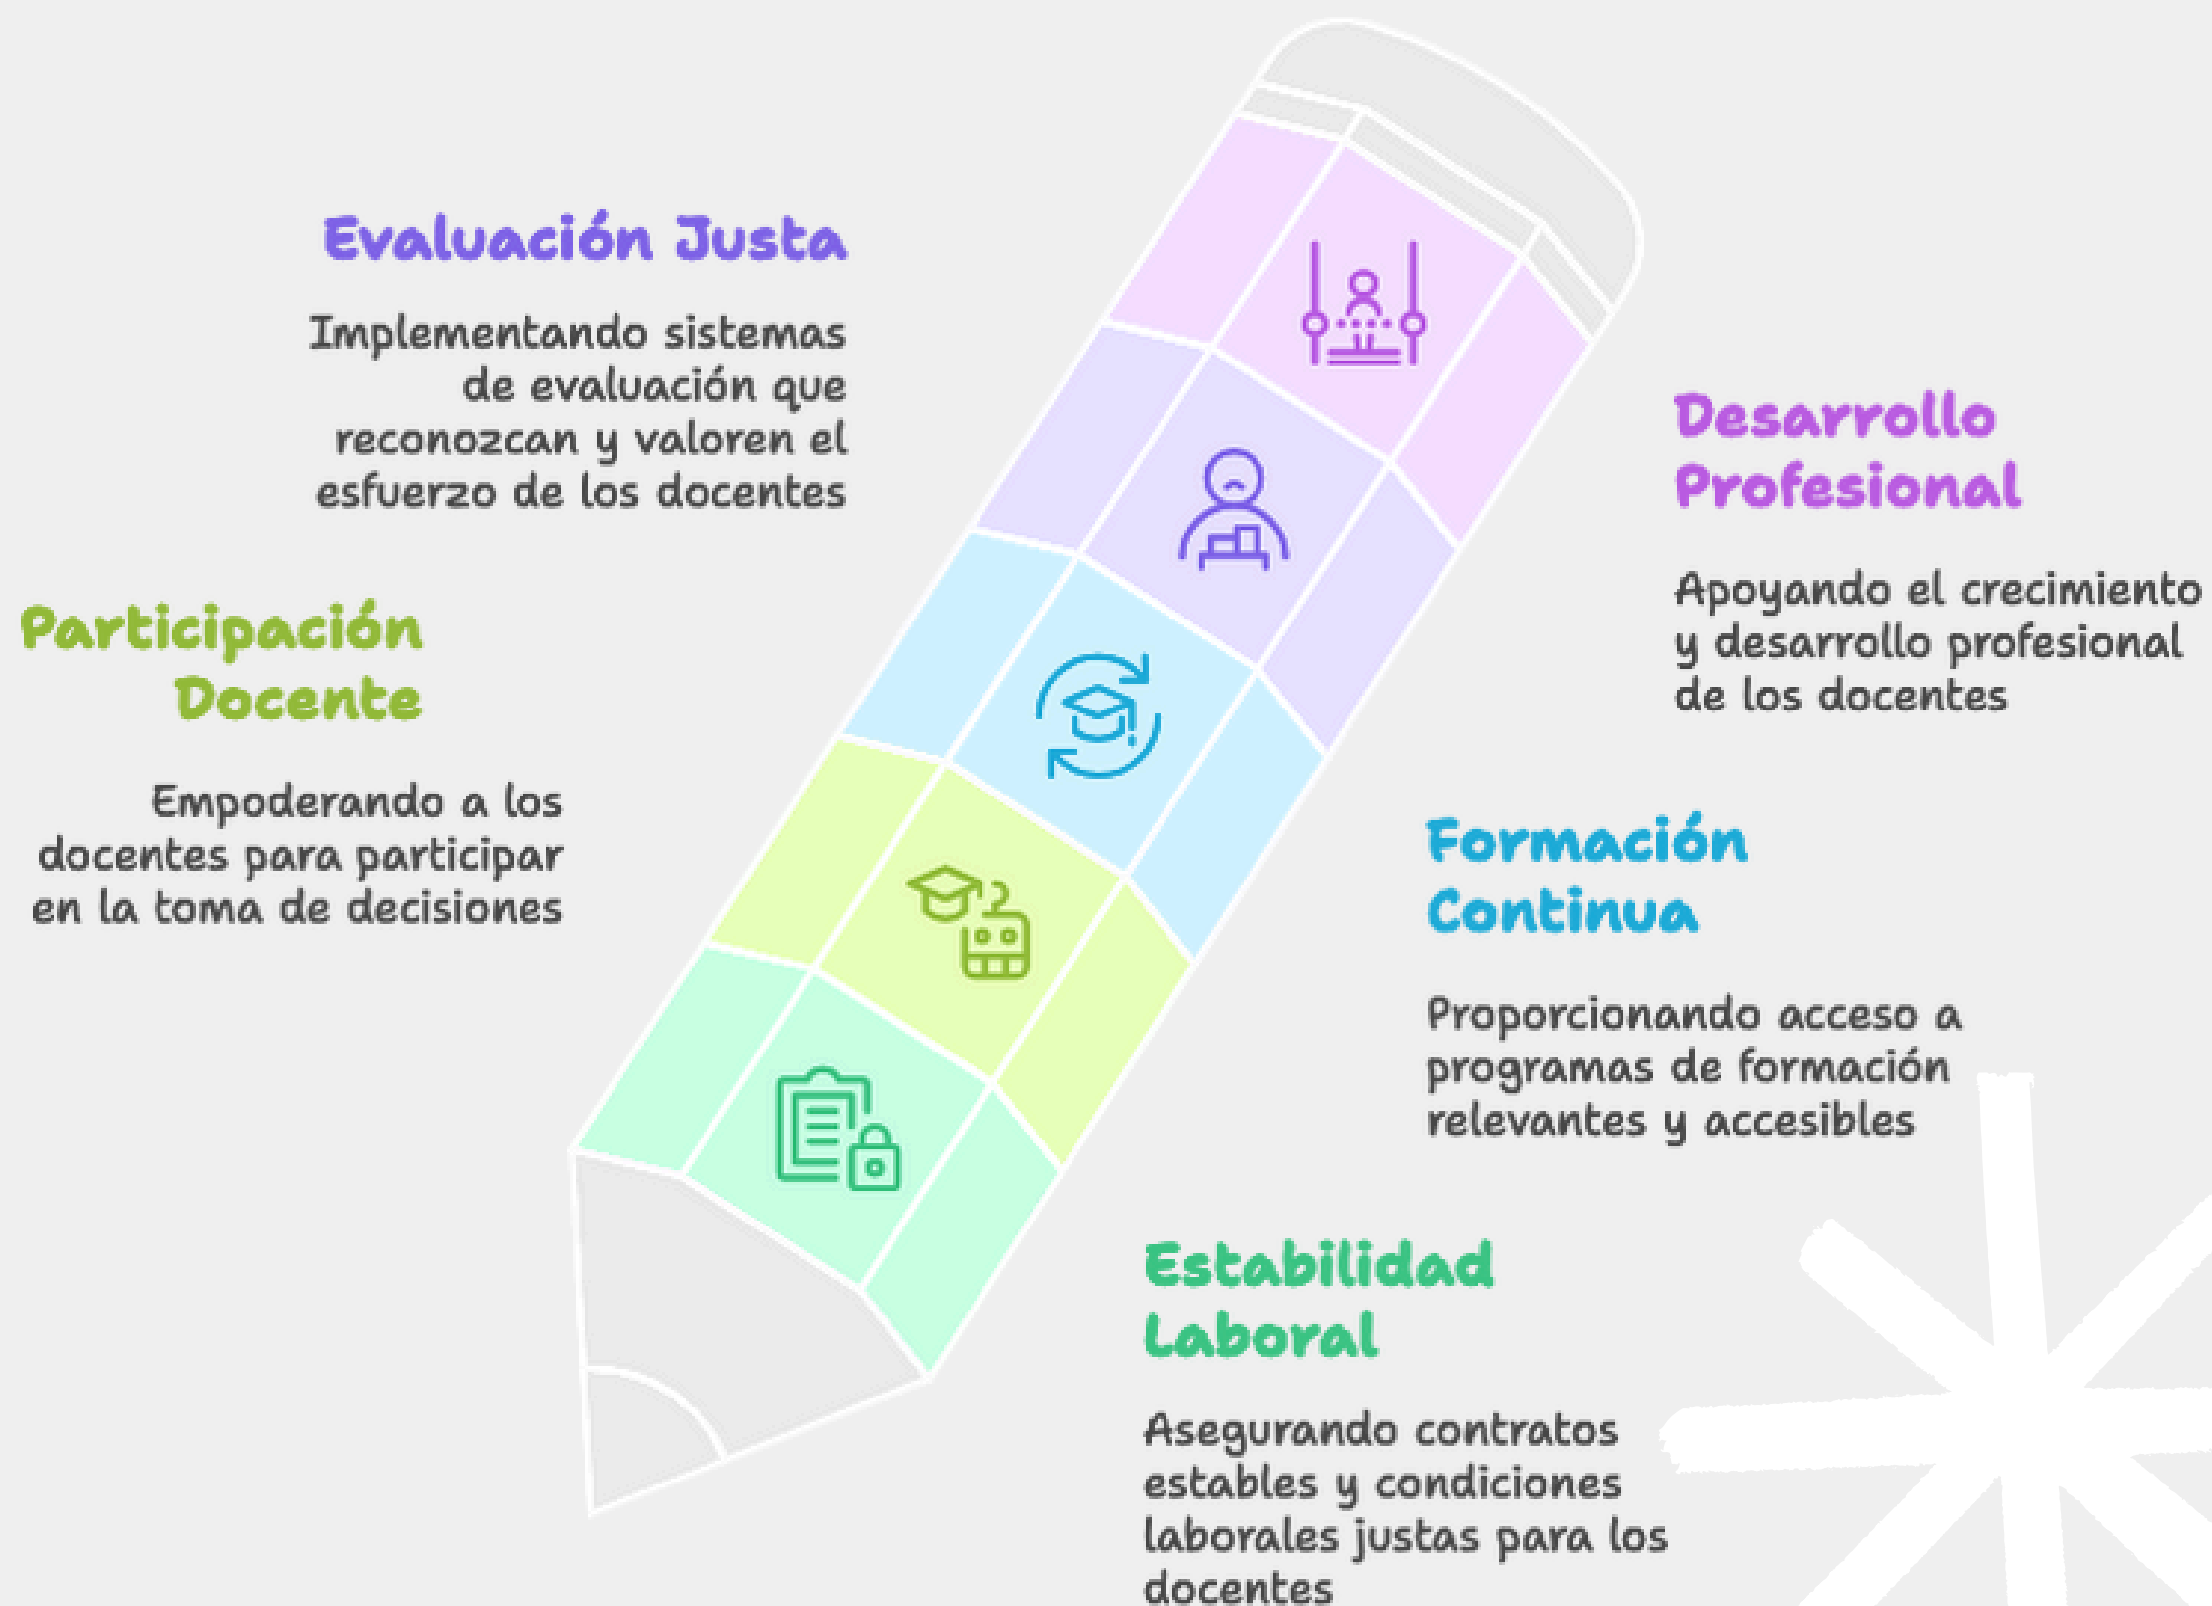 Evaluación Justa
Implementando sistemas
de evaluación que
reconozcan y valoren el
esfuerzo de los docentes
Desarrollo
Profesional
Apoyando el crecimiento
y desarrollo profesional
de los docentes
Participación
Docente
Empoderando a los
docentes para participar
en la toma de decisiones
Formación
Continua
Proporcionando acceso a
programas de formación
relevantes y accesibles
Estabilidad
Laboral
Asegurando contratos
estables y condiciones
laborales justas para los
docentes